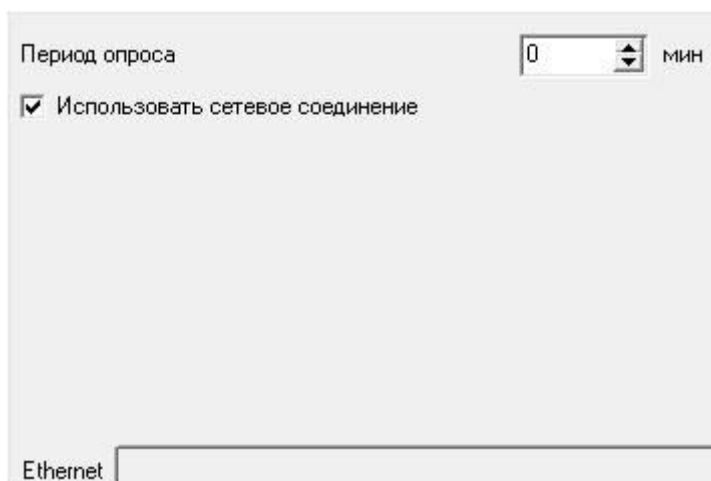 Период опроса 0 мин
Использовать сетевое соединение
Ethernet